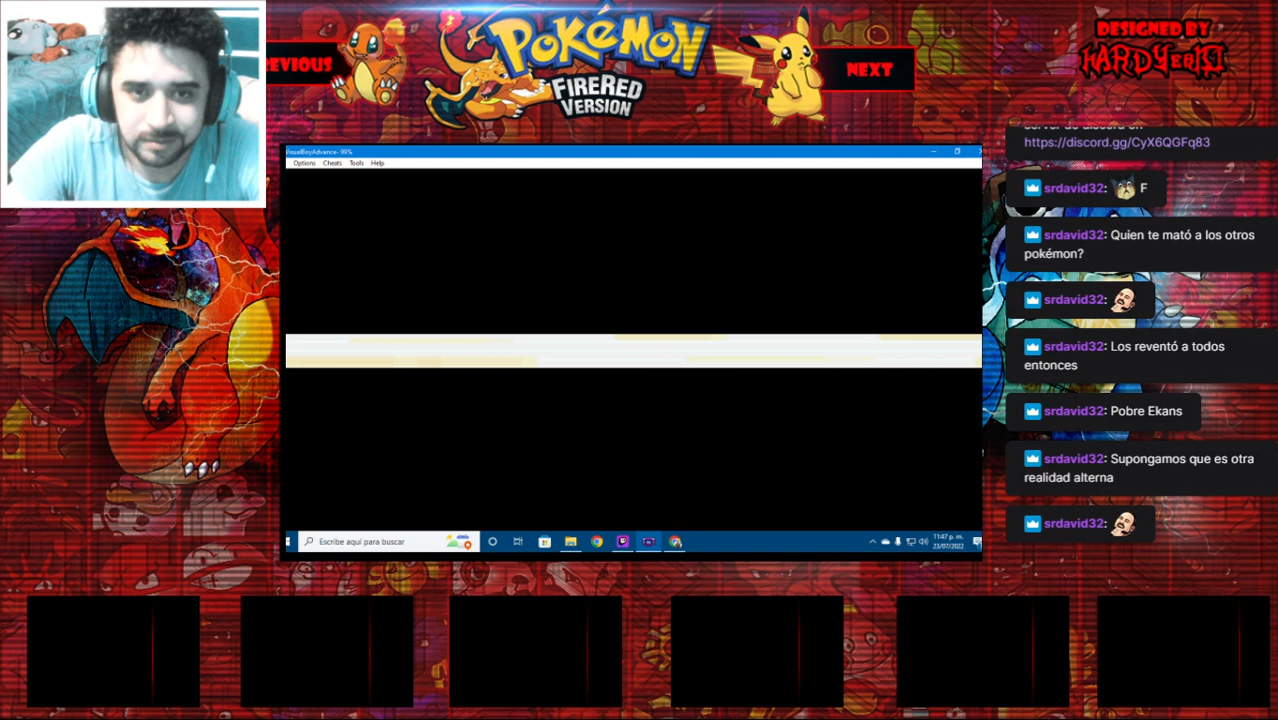 EVIOUS
POKéMON
FIRERED
VERSION
NEXT
DESIGNED BY
HARDYerIJ
https://discord.gg/CyX6QGFq83
srdavid32: F
srdavid32: Quien te mató a los otros
pokémon?
srdavid32:
srdavid32: Los reventó a todos
entonces
srdavid32: Pobre Ekans
srdavid32: Supongamos que es otra
realidad alterna
srdavid32:
VisualBoyAdvance- 99%
Options Cheats Tools Help
Escribe aquí para buscar
11:47 p. m.
23/07/2022